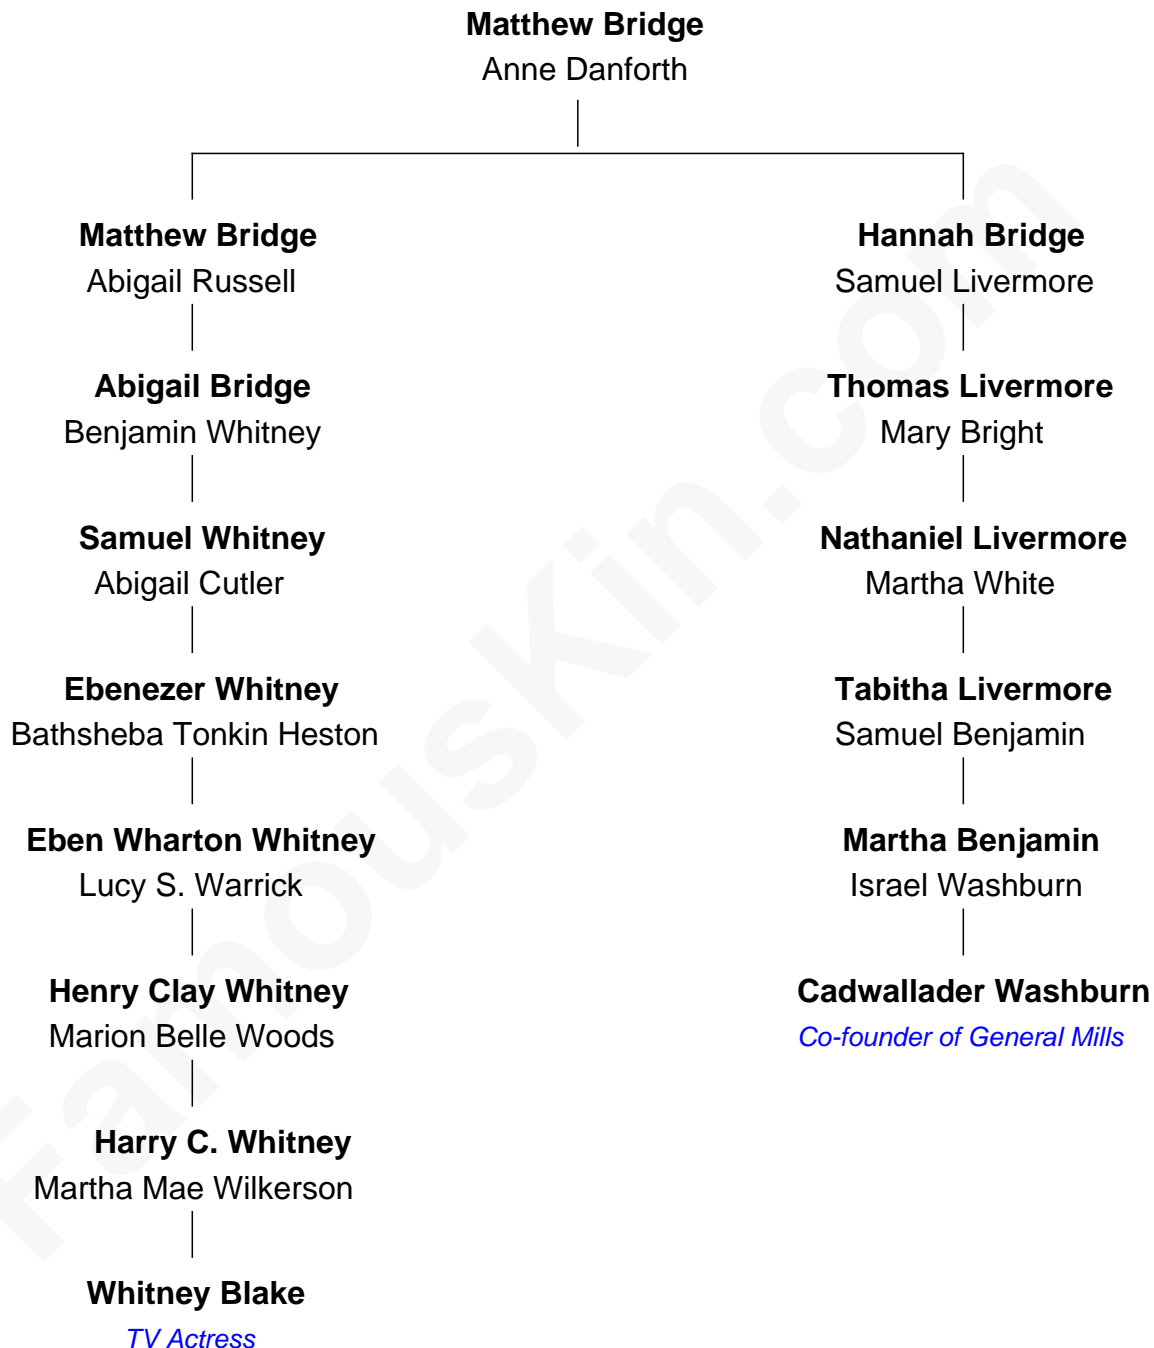 Matthew Bridge
Anne Danforth
Matthew Bridge
Abigail Russell
Hannah Bridge
Samuel Livermore
Abigail Bridge
Benjamin Whitney
Thomas Livermore
Mary Bright
Samuel Whitney
Abigail Cutler
Nathaniel Livermore
Martha White
Ebenezer Whitney
Bathsheba Tonkin Heston
Tabitha Livermore
Samuel Benjamin
Eben Wharton Whitney
Lucy S. Warrick
Martha Benjamin
Israel Washburn
Henry Clay Whitney
Marion Belle Woods
Cadwallader Washburn
Co-founder of General Mills
Harry C. Whitney
Martha Mae Wilkerson
Whitney Blake
TV Actress
FamousKin.com